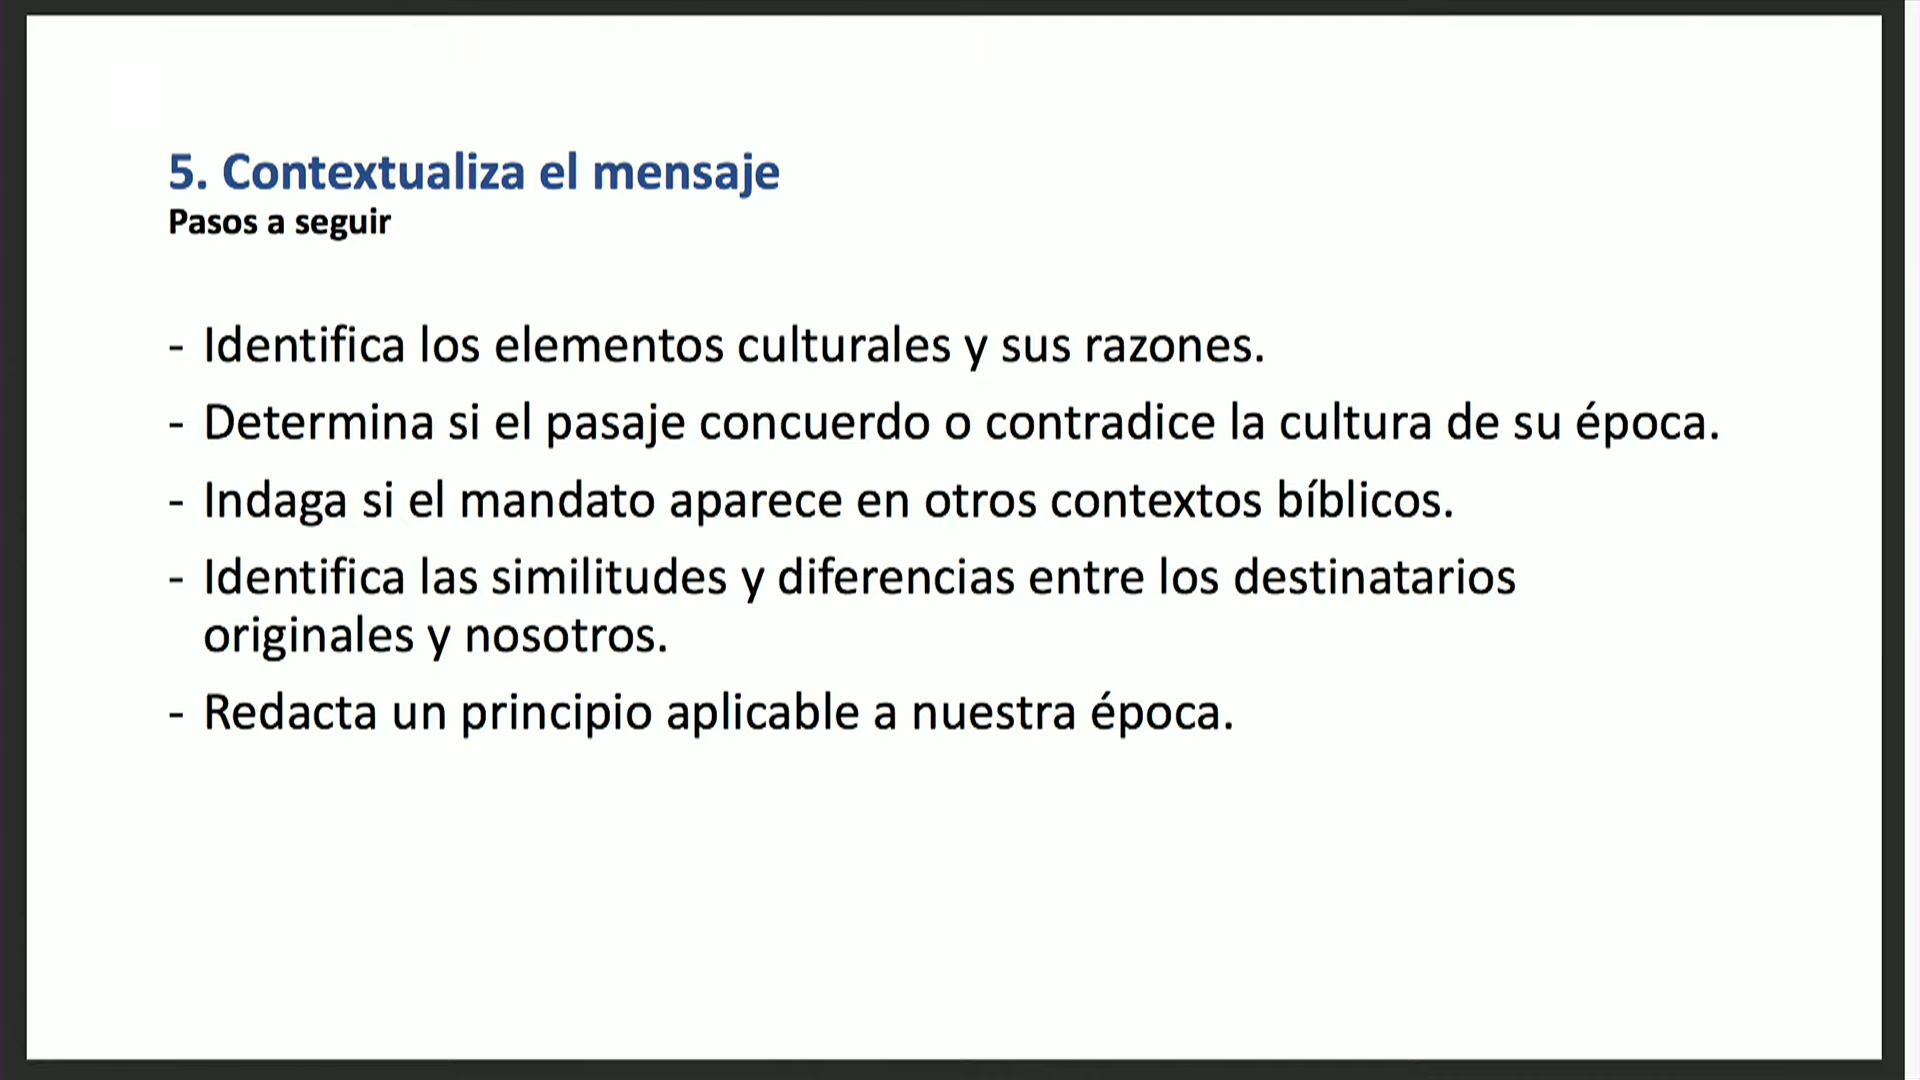 5. Contextualiza el mensaje
Pasos a seguir
- Identifica los elementos culturales y sus razones.
- Determina si el pasaje concuerdo o contradice la cultura de su época.
- Indaga si el mandato aparece en otros contextos bíblicos.
- Identifica las similitudes y diferencias entre los destinatarios
originales y nosotros.
- Redacta un principio aplicable a nuestra época.